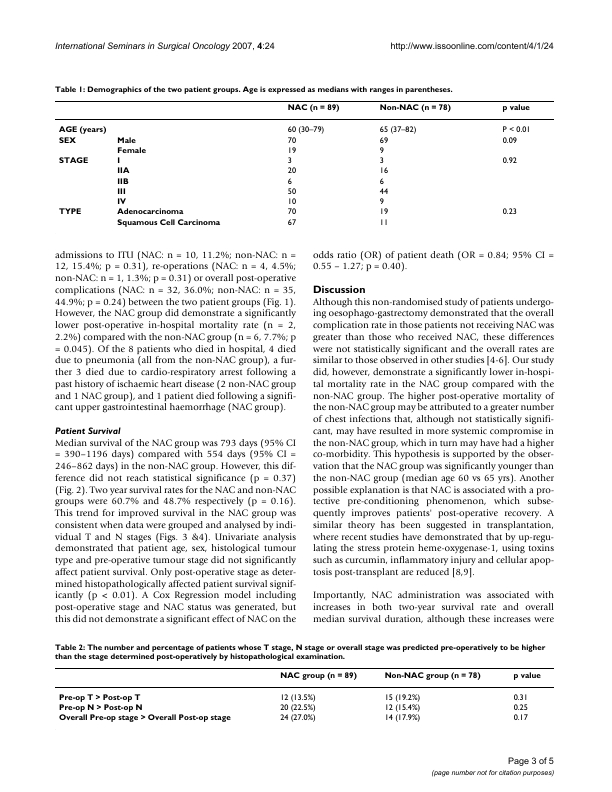 International Seminars in Surgical Oncology 2007, 4:24 http://www.issoonline.com/content/4/1/24
Table 1: Demographics of the two patient groups. Age is expressed as medians with ranges in parentheses.
NAC (n = 89) Non-NAC (n = 78) p value
AGE (years) 60 (30–79) 65 (37–82) P < 0.01
SEX Male 70 69 0.09
Female 19 9
STAGE I 3 3 0.92
IIA 20 16
IIB 6 6
III 50 44
IV 10 9
TYPE Adenocarcinoma 70 19 0.23
Squamous Cell Carcinoma 67 11
admissions to ITU (NAC: n = 10, 11.2%; non-NAC: n =
12, 15.4%; p = 0.31), re-operations (NAC: n = 4, 4.5%;
non-NAC: n = 1, 1.3%; p = 0.31) or overall post-operative
complications (NAC: n = 32, 36.0%; non-NAC: n = 35,
44.9%; p = 0.24) between the two patient groups (Fig. 1).
However, the NAC group did demonstrate a significantly
lower post-operative in-hospital mortality rate (n = 2,
2.2%) compared with the non-NAC group (n = 6, 7.7%; p
= 0.045). Of the 8 patients who died in hospital, 4 died
due to pneumonia (all from the non-NAC group), a fur-
ther 3 died due to cardio-respiratory arrest following a
past history of ischaemic heart disease (2 non-NAC group
and 1 NAC group), and 1 patient died following a signifi-
cant upper gastrointestinal haemorrhage (NAC group).
Patient Survival
Median survival of the NAC group was 793 days (95% CI
= 390–1196 days) compared with 554 days (95% CI =
246–862 days) in the non-NAC group. However, this dif-
ference did not reach statistical significance (p = 0.37)
(Fig. 2). Two year survival rates for the NAC and non-NAC
groups were 60.7% and 48.7% respectively (p = 0.16).
This trend for improved survival in the NAC group was
consistent when data were grouped and analysed by indi-
vidual T and N stages (Figs. 3 &4). Univariate analysis
demonstrated that patient age, sex, histological tumour
type and pre-operative tumour stage did not significantly
affect patient survival. Only post-operative stage as deter-
mined histopathologically affected patient survival signif-
icantly (p < 0.01). A Cox Regression model including
post-operative stage and NAC status was generated, but
this did not demonstrate a significant effect of NAC on the
odds ratio (OR) of patient death (OR = 0.84; 95% CI =
0.55 – 1.27; p = 0.40).
Discussion
Although this non-randomised study of patients undergo-
ing oesophago-gastrectomy demonstrated that the overall
complication rate in those patients not receiving NAC was
greater than those who received NAC, these differences
were not statistically significant and the overall rates are
similar to those observed in other studies [4-6]. Our study
did, however, demonstrate a significantly lower in-hospi-
tal mortality rate in the NAC group compared with the
non-NAC group. The higher post-operative mortality of
the non-NAC group may be attributed to a greater number
of chest infections that, although not statistically signifi-
cant, may have resulted in more systemic compromise in
the non-NAC group, which in turn may have had a higher
co-morbidity. This hypothesis is supported by the obser-
vation that the NAC group was significantly younger than
the non-NAC group (median age 60 vs 65 yrs). Another
possible explanation is that NAC is associated with a pro-
tective pre-conditioning phenomenon, which subse-
quently improves patients' post-operative recovery. A
similar theory has been suggested in transplantation,
where recent studies have demonstrated that by up-regu-
lating the stress protein heme-oxygenase-1, using toxins
such as curcumin, inflammatory injury and cellular apop-
tosis post-transplant are reduced [8,9].
Importantly, NAC administration was associated with
increases in both two-year survival rate and overall
median survival duration, although these increases were
Table 2: The number and percentage of patients whose T stage, N stage or overall stage was predicted pre-operatively to be higher
than the stage determined post-operatively by histopathological examination.
NAC group (n = 89) Non-NAC group (n = 78) p value
Pre-op T > Post-op T 12 (13.5%) 15 (19.2%) 0.31
Pre-op N > Post-op N 20 (22.5%) 12 (15.4%) 0.25
Overall Pre-op stage > Overall Post-op stage 24 (27.0%) 14 (17.9%) 0.17
Page 3 of 5
(page number not for citation purposes)